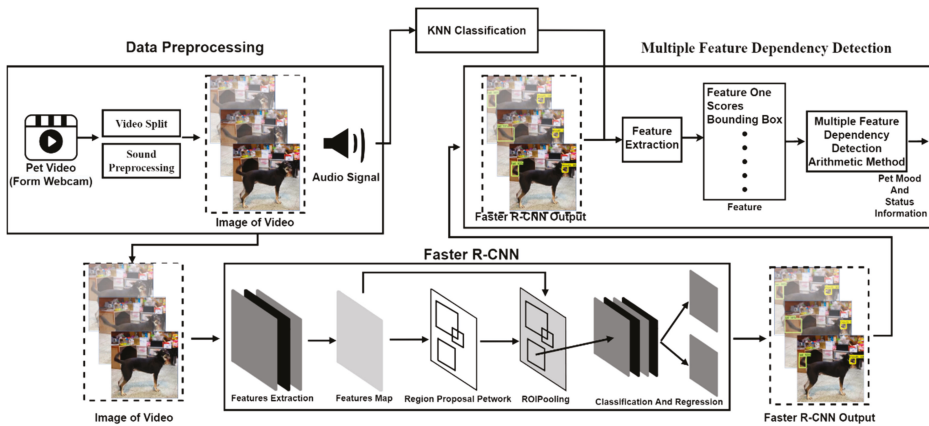 Data Preprocessing
Pet Video
(Form Webcam)
Video Split
Sound
Preprocessing
Image of Video
Audio Signal
KNN Classification
Multiple Feature Dependency Detection
Faster R-CNN Output
Feature
Extraction
Feature One
Scores
Bounding Box
Feature
Multiple Feature
Dependency
Detection
Arithmetic Method
Pet Mood
And
Status
Information
Image of Video
Faster R-CNN
Features Extraction
Features Map
Region Proposal Petwork
ROIPooling
Classification And Regression
Faster R-CNN Output